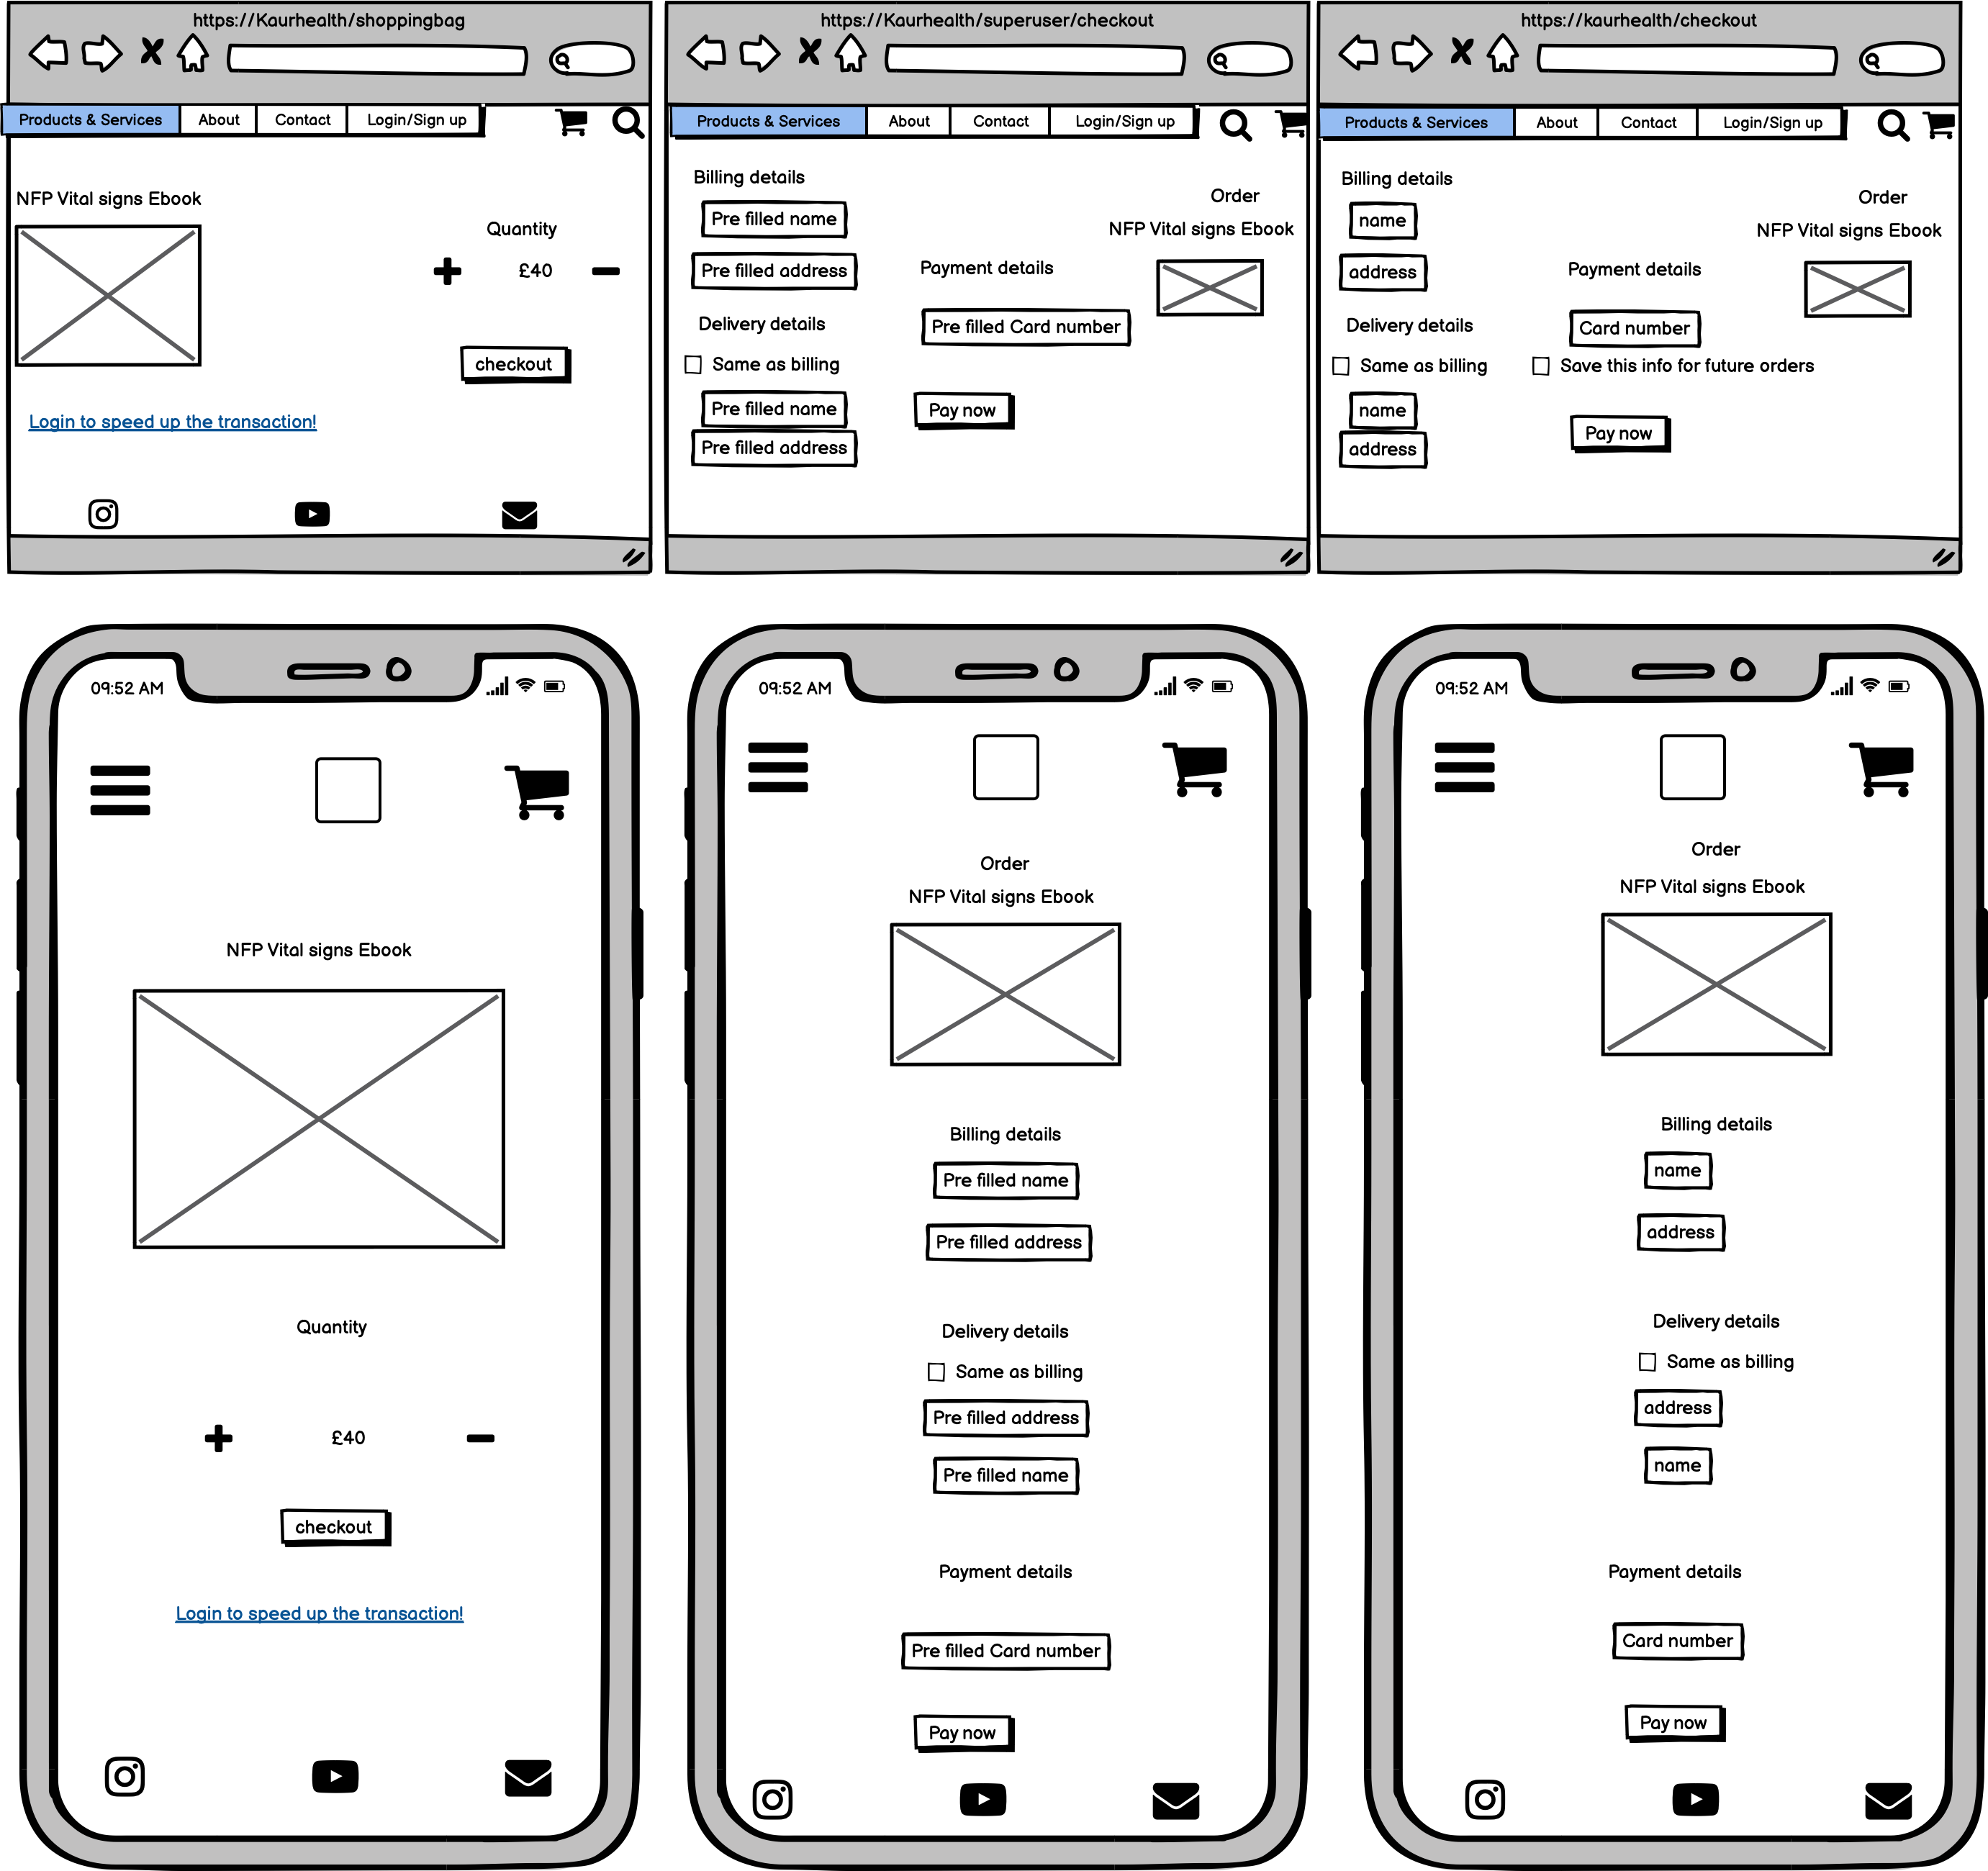 https://Kaurhealth/shoppingbag
Products & Services About Contact Login/Sign up
NFP Vital signs Ebook
Quantity
£40
checkout
Login to speed up the transaction!
https://Kaurhealth/superuser/checkout
Products & Services About Contact Login/Sign up
Billing details
Pre filled name
Pre filled address
Delivery details
Same as billing
Pre filled name
Pre filled address
Payment details
Pre filled Card number
Pay now
Order
NFP Vital signs Ebook
https://kaurhealth/checkout
Products & Services About Contact Login/Sign up
Billing details
name
address
Delivery details
Same as billing
name
address
Payment details
Card number
Save this info for future orders
Pay now
Order
NFP Vital signs Ebook
09:52 AM
NFP Vital signs Ebook
Quantity
£40
checkout
Login to speed up the transaction!
09:52 AM
Order
NFP Vital signs Ebook
Billing details
Pre filled name
Pre filled address
Delivery details
Same as billing
Pre filled address
Pre filled name
Payment details
Pre filled Card number
Pay now
09:52 AM
Order
NFP Vital signs Ebook
Billing details
name
address
Delivery details
Same as billing
address
name
Payment details
Card number
Pay now